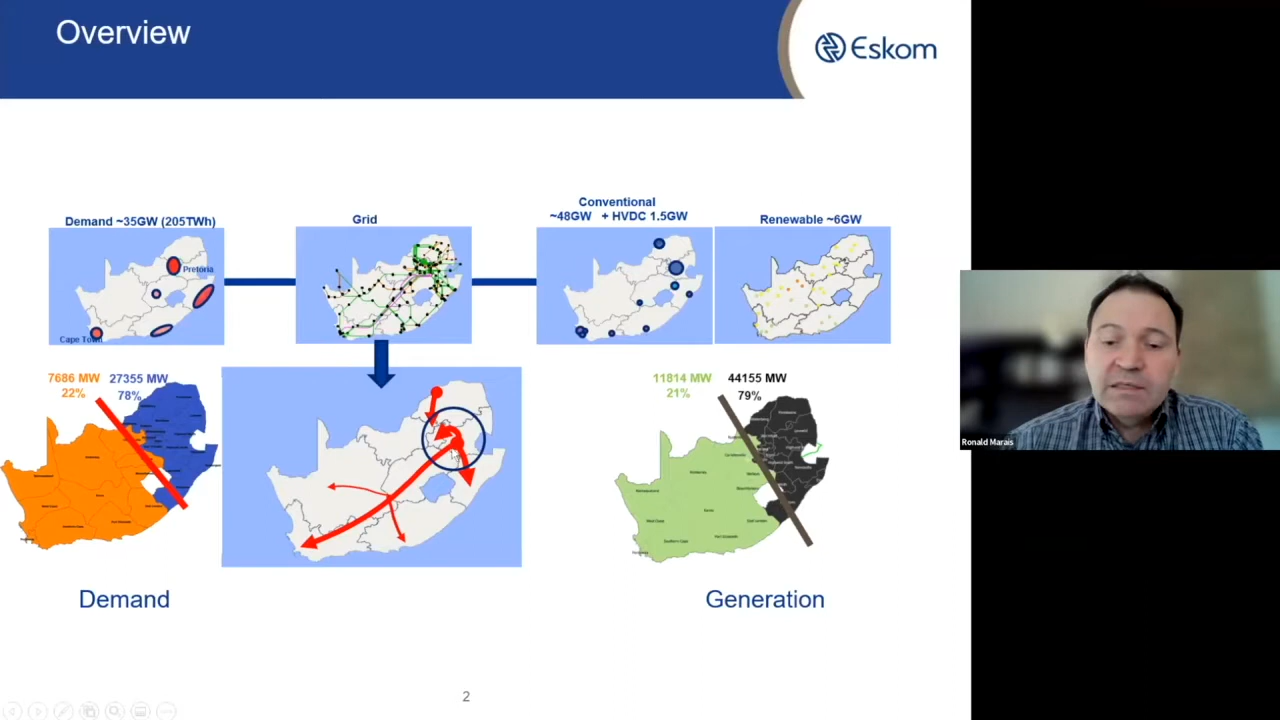 Overview
Eskom
Demand ~35GW (205TWh)
Grid
Conventional
~48GW + HVDC 1.5GW
Renewable ~6GW
Pretoria
Cape Town
7686 MW
22%
27355 MW
78%
11814 MW
21%
44155 MW
79%
Ronald Marais
Demand
Generation
2